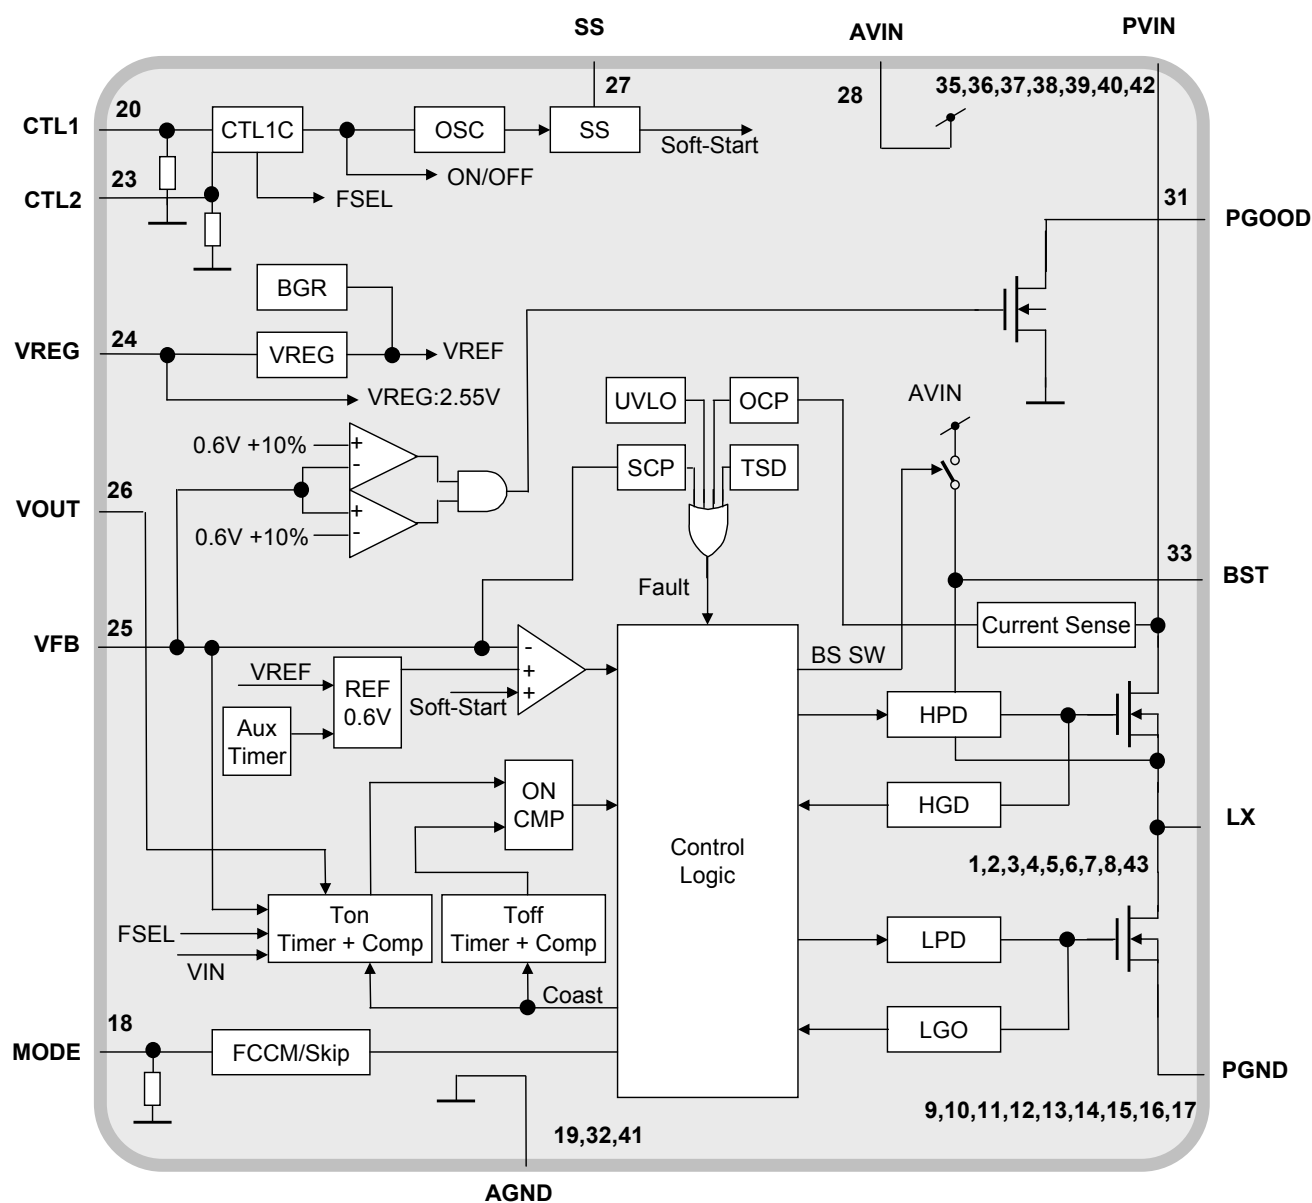 SS
AVIN
PVIN
27
28
35,36,37,38,39,40,42
20
CTL1
CTL1C
OSC
SS
Soft-Start
ON/OFF
23
CTL2
FSEL
31
PGOOD
BGR
24
VREG
VREG
VREF
VREG:2.55V
UVLO
OCP
AVIN
0.6V +10%
+
-
SCP
TSD
26
VOUT
+
0.6V +10%
-
33
BST
Fault
25
VFB
Current Sense
-
+
+
BS SW
VREF
REF
0.6V
Soft-Start
HPD
Aux
Timer
ON
CMP
HGD
LX
Control
Logic
1,2,3,4,5,6,7,8,43
Ton
Timer + Comp
Toff
Timer + Comp
FSEL
VIN
LPD
Coast
18
MODE
FCCM/Skip
LGO
PGND
9,10,11,12,13,14,15,16,17
19,32,41
AGND